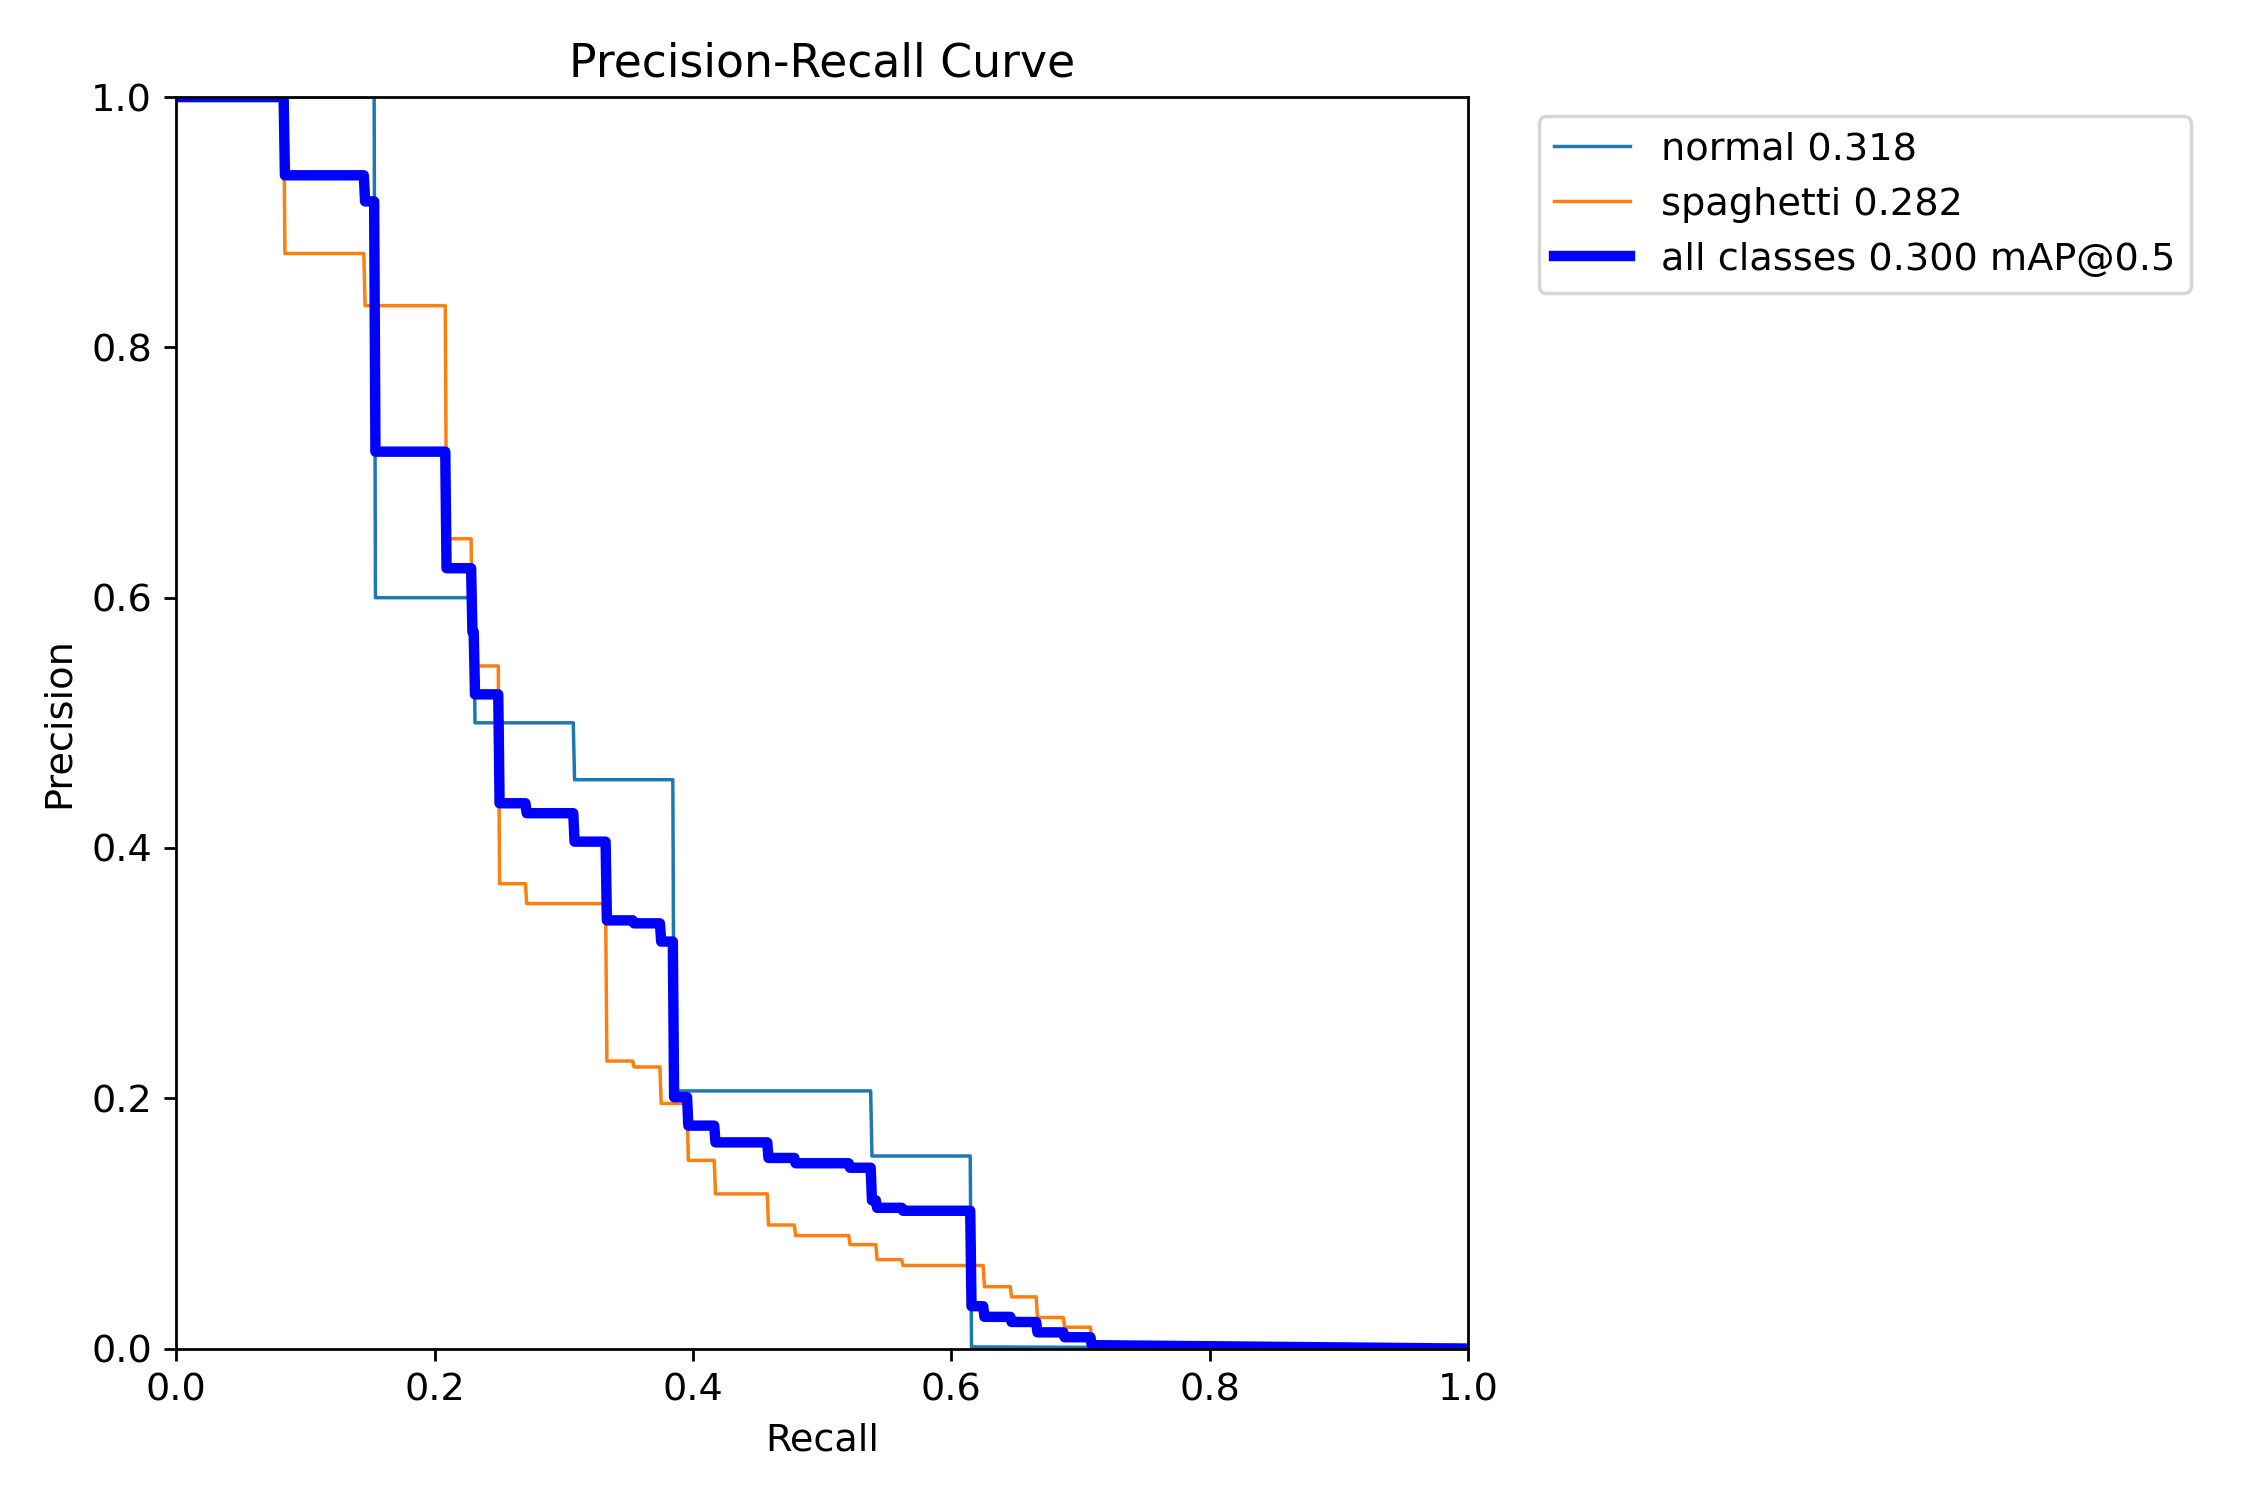 Precision-Recall Curve
normal 0.318
spaghetti 0.282
all classes 0.300 mAP@0.5
Precision
1.0
0.8
0.6
0.4
0.2
0.0
0.0 0.2 0.4 0.6 0.8 1.0
Recall